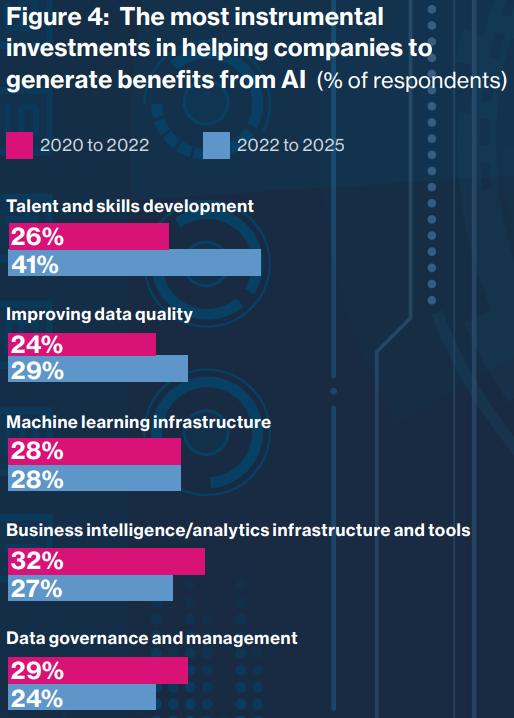 Figure 4:  The most instrumental
investments in helping companies to
generate benefits from AI  (% of respondents)
2020 to 2022
2022 to 2025
Talent and skills development
26%
41%
Improving data quality
24%
29%
Machine learning infrastructure
28%
28%
Business intelligence/analytics infrastructure and tools
32%
27%
Data governance and management
29%
24%